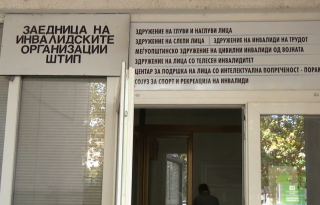 ЗАЕДНИЦА НА
ИНВАЛИДСКИТЕ
ОРГАНИЗАЦИИ
ШТИП
ЗДРУЖЕНИЕ НА ГЛУВИ И НАГЛУВИ ЛИЦА
ЗДРУЖЕНИЕ НА СЛЕПИ ЛИЦА ЗДРУЖЕНИЕ НА ИНВАЛИДИ НА ТРУДОТ
МЕЃУОПШТИНСКО ЗДРУЖЕНИЕ НА ЦИВИЛНИ ИНВАЛИДИ ОД ВОЈНАТА
ЗДРУЖЕНИЕ НА ЛИЦА СО ТЕЛЕСЕН ИНВАЛИДИТЕТ
ЦЕНТАР ЗА ПОДДРШКА НА ЛИЦА СО ИНТЕЛЕКТУАЛНА ПОПРЕЧЕНОСТ - ПОРАК
СОЈУЗ ЗА СПОРТ И РЕКРЕАЦИЈА НА ИНВАЛИДИ